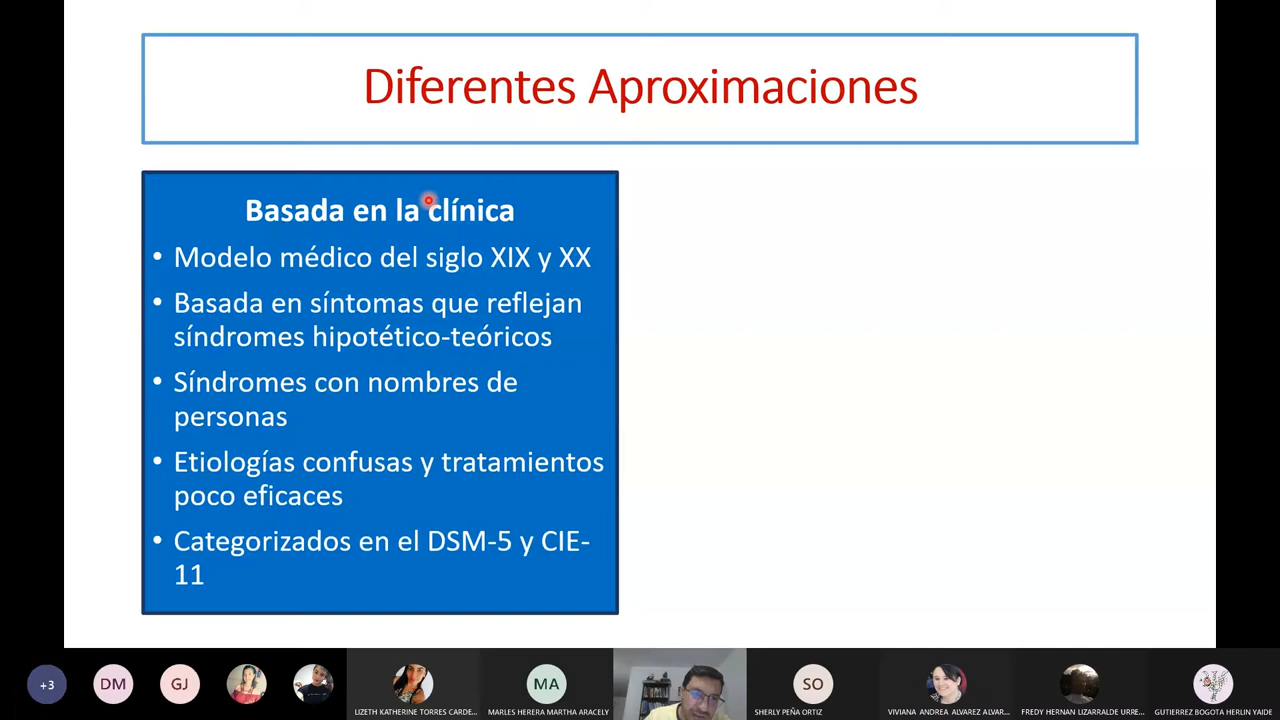 Diferentes Aproximaciones
Basada en la clínica
• Modelo médico del siglo XIX y XX
• Basada en síntomas que reflejan
síndromes hipotético-teóricos
• Síndromes con nombres de
personas
• Etiologías confusas y tratamientos
poco eficaces
• Categorizados en el DSM-5 y CIE-
11
+3
DM
GJ
MA
SO
LIZETH KATHERINE TORRES CARDE...
MARLES HERERA MARTHA ARACELY
SHERLY PEÑA ORTIZ
VIVIANA ANDREA ALVAREZ ALVAR...
FREDY HERNAN LIZARRALDE URRE...
GUTIERREZ BOGOTA HERLIN YAIDE